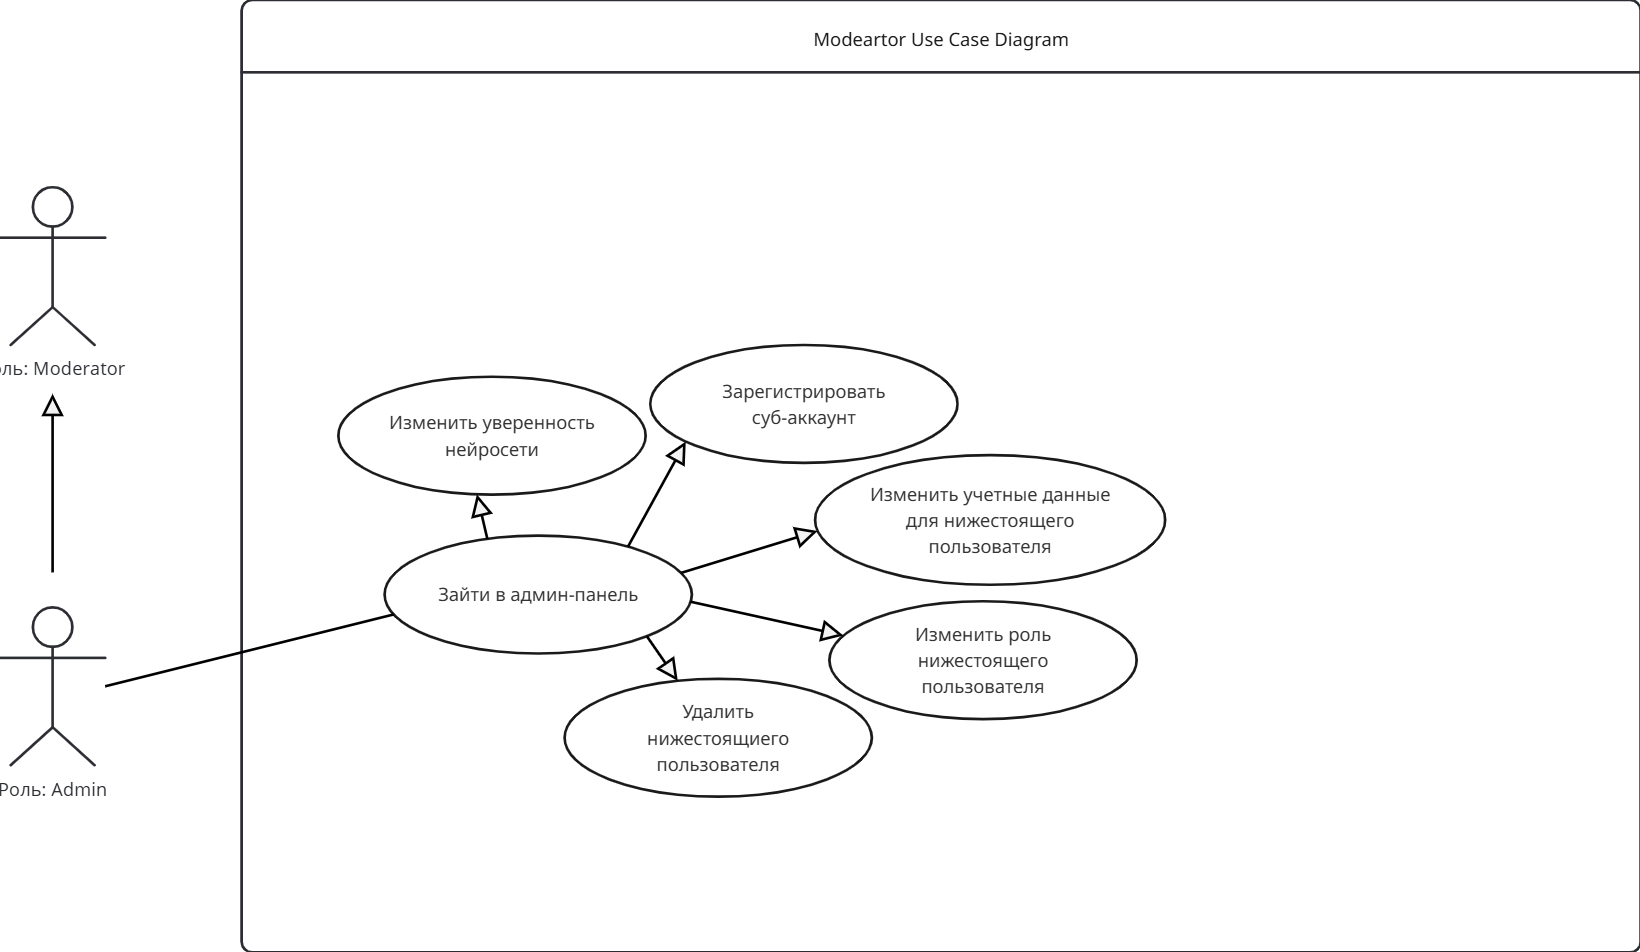 Modeartor Use Case Diagram
оль: Moderator
Изменить уверенность
нейросети
Зарегистрировать
суб-аккаунт
Изменить учетные данные
для нижестоящего
пользователя
Зайти в админ-панель
Изменить роль
нижестоящего
пользователя
Удалить
нижестоящиего
пользователя
Роль: Admin